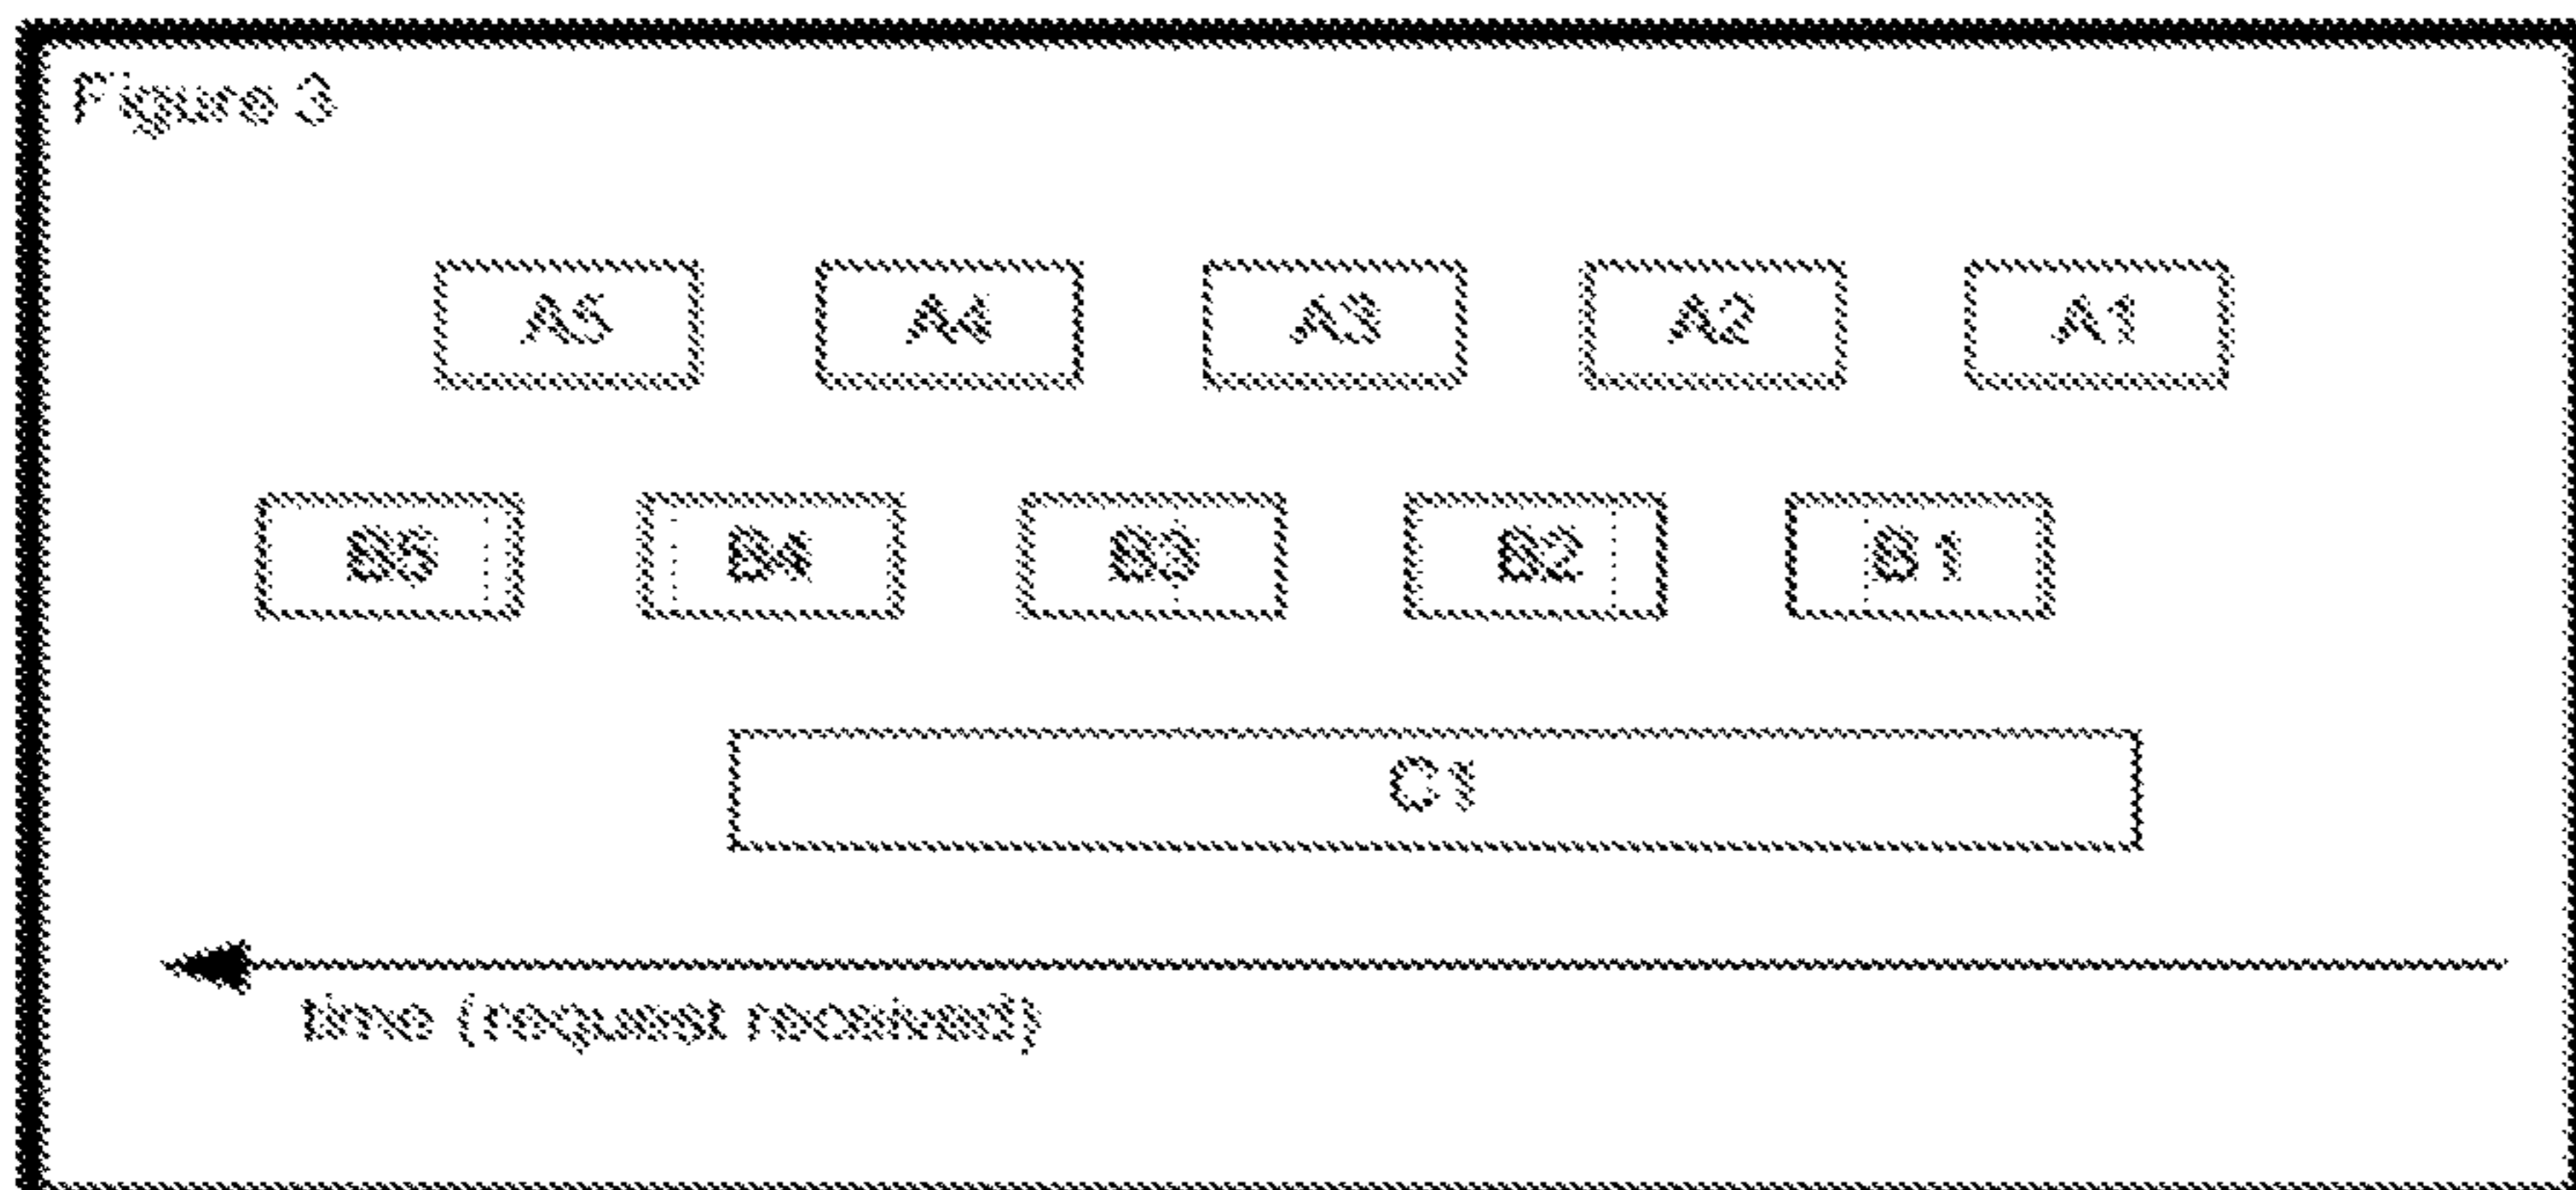 Figure 3
A5 A4 A3 A2 A1
B5 B4 B3 B2 B1
C1
time (request received)